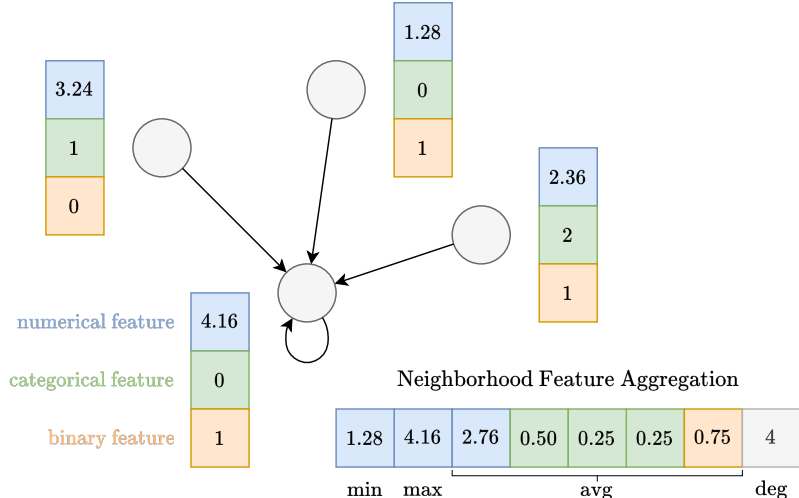 1.28
0
1
3.24
1
0
2.36
2
1
numerical feature 4.16
categorical feature 0
binary feature 1
Neighborhood Feature Aggregation
1.28 4.16 2.76 0.50 0.25 0.25 0.75 4
min max avg deg